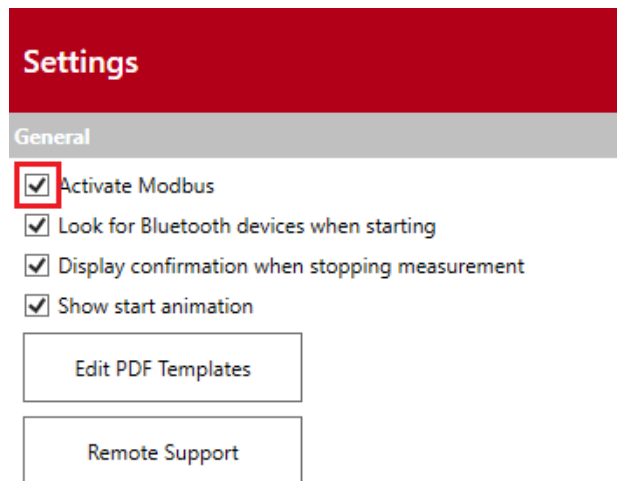 Settings
General
Activate Modbus
Look for Bluetooth devices when starting
Display confirmation when stopping measurement
Show start animation
Edit PDF Templates
Remote Support